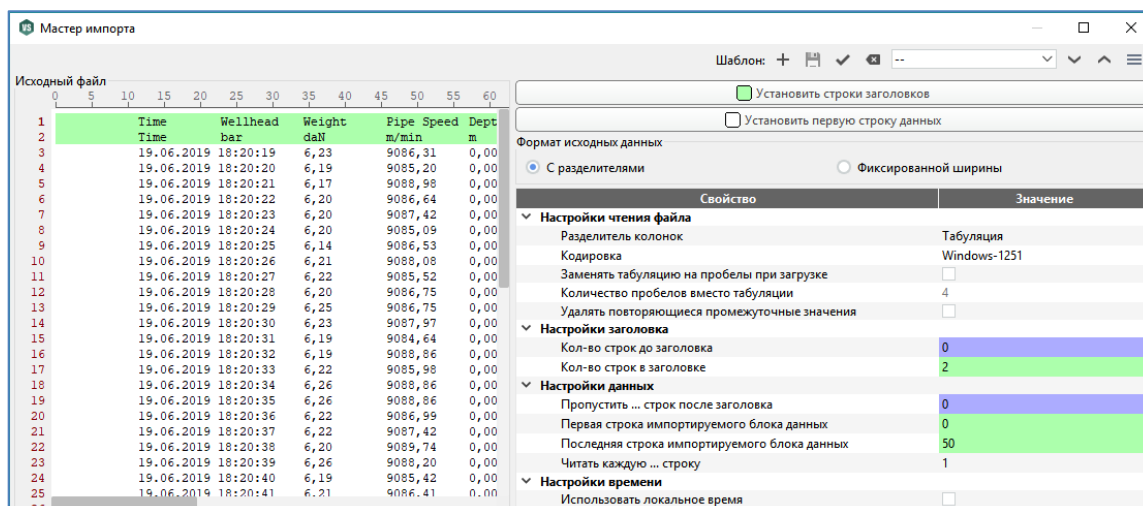 VS Мастер импорта
Шаблон: --
Исходный файл
0 5 10 15 20 25 30 35 40 45 50 55 60
1 Time Wellhead Weight Pipe Speed Dept
2 Time bar daN m/min m
3 19.06.2019 18:20:19 6,23 9086,31 0,00
4 19.06.2019 18:20:20 6,19 9085,20 0,00
5 19.06.2019 18:20:21 6,17 9088,98 0,00
6 19.06.2019 18:20:22 6,20 9086,64 0,00
7 19.06.2019 18:20:23 6,20 9087,42 0,00
8 19.06.2019 18:20:24 6,20 9085,09 0,00
9 19.06.2019 18:20:25 6,14 9086,53 0,00
10 19.06.2019 18:20:26 6,21 9088,08 0,00
11 19.06.2019 18:20:27 6,22 9085,52 0,00
12 19.06.2019 18:20:28 6,20 9086,75 0,00
13 19.06.2019 18:20:29 6,25 9086,75 0,00
14 19.06.2019 18:20:30 6,23 9087,97 0,00
15 19.06.2019 18:20:31 6,19 9084,64 0,00
16 19.06.2019 18:20:32 6,19 9088,86 0,00
17 19.06.2019 18:20:33 6,22 9085,98 0,00
18 19.06.2019 18:20:34 6,26 9088,86 0,00
19 19.06.2019 18:20:35 6,26 9088,86 0,00
20 19.06.2019 18:20:36 6,22 9086,99 0,00
21 19.06.2019 18:20:37 6,22 9087,42 0,00
22 19.06.2019 18:20:38 6,20 9089,74 0,00
23 19.06.2019 18:20:39 6,26 9088,20 0,00
24 19.06.2019 18:20:40 6,19 9085,42 0,00
25 19.06.2019 18:20:41 6,21 9086,41 0,00
Установить строки заголовков
Установить первую строку данных
Формат исходных данных
С разделителями Фиксированной ширины
Свойство Значение
Настройки чтения файла
Разделитель колонок Табуляция
Кодировка Windows-1251
Заменять табуляцию на пробелы при загрузке
Количество пробелов вместо табуляции 4
Удалять повторяющиеся промежуточные значения
Настройки заголовка
Кол-во строк до заголовка 0
Кол-во строк в заголовке 2
Настройки данных
Пропустить ... строк после заголовка 0
Первая строка импортируемого блока данных 0
Последняя строка импортируемого блока данных 50
Читать каждую ... строку 1
Настройки времени
Использовать локальное время